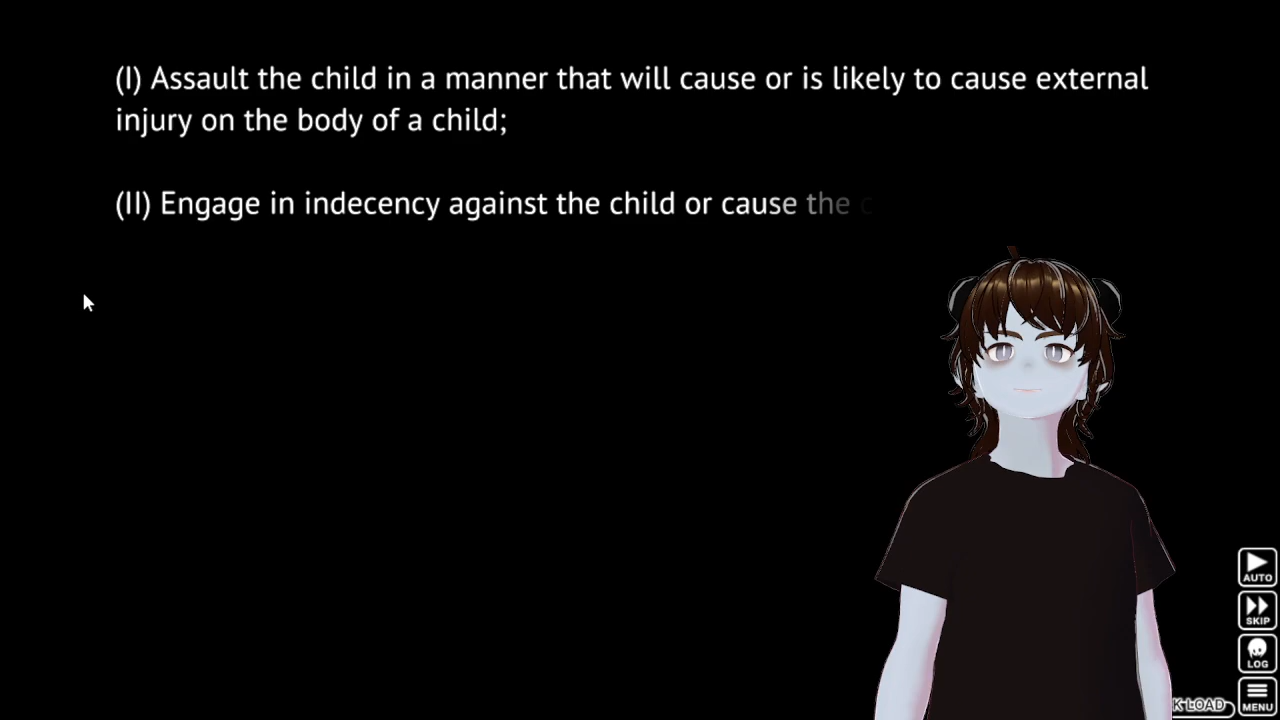 (I) Assault the child in a manner that will cause or is likely to cause external
injury on the body of a child;
(II) Engage in indecency against the child or cause the
AUTO
SKIP
LOG
K LOAD
MENU